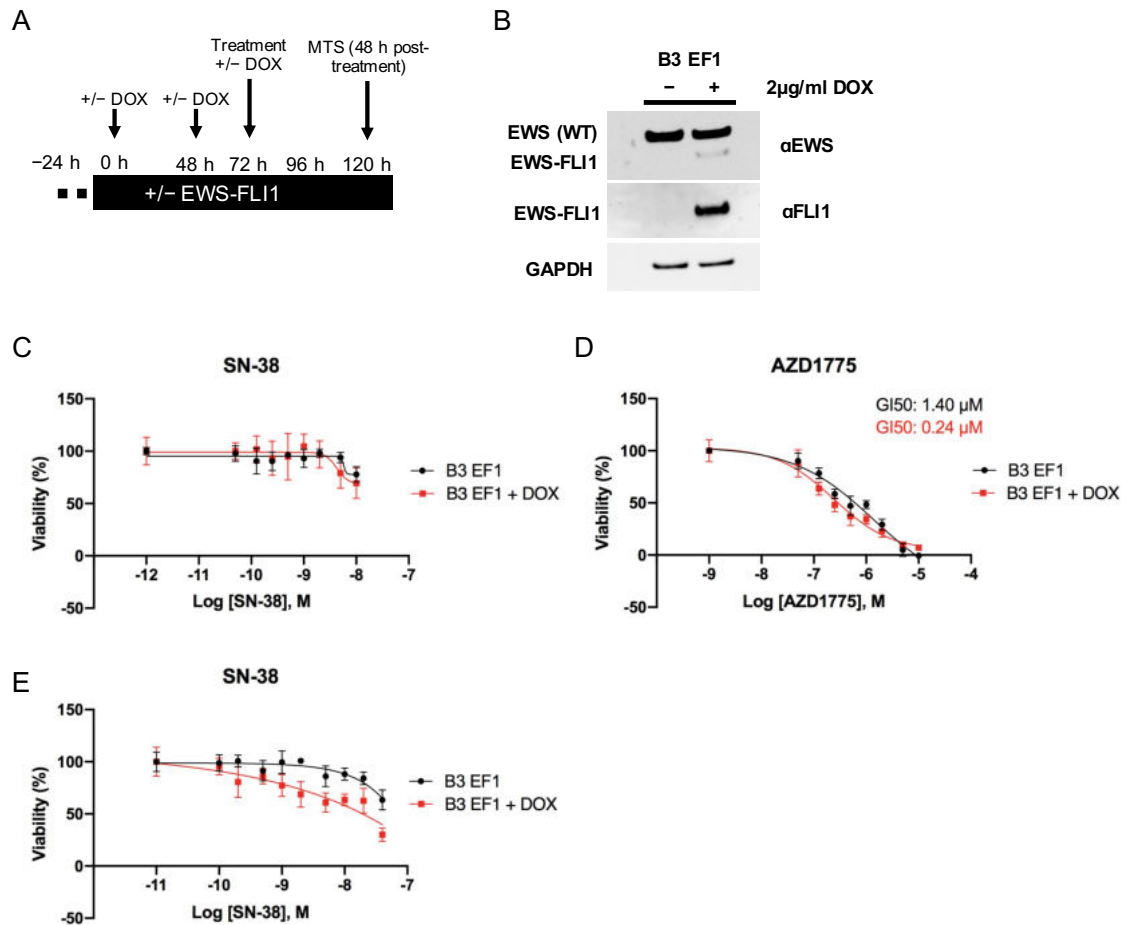 A
Treatment
+/− DOX
MTS (48 h post-
treatment)
+/− DOX
+/− DOX
−24 h 0 h 48 h 72 h 96 h 120 h
+/− EWS-FLI1
B
B3 EF1
− + 2µg/ml DOX
EWS (WT)
EWS-FLI1
αEWS
EWS-FLI1 αFLI1
GAPDH
C
SN-38
Viability (%)
150
100
50
0
-50
-12 -11 -10 -9 -8 -7
Log [SN-38], M
B3 EF1
B3 EF1 + DOX
D
AZD1775
GI50: 1.40 µM
GI50: 0.24 µM
Viability (%)
150
100
50
0
-50
-9 -8 -7 -6 -5 -4
Log [AZD1775], M
B3 EF1
B3 EF1 + DOX
E
SN-38
Viability (%)
150
100
50
0
-50
-11 -10 -9 -8 -7
Log [SN-38], M
B3 EF1
B3 EF1 + DOX